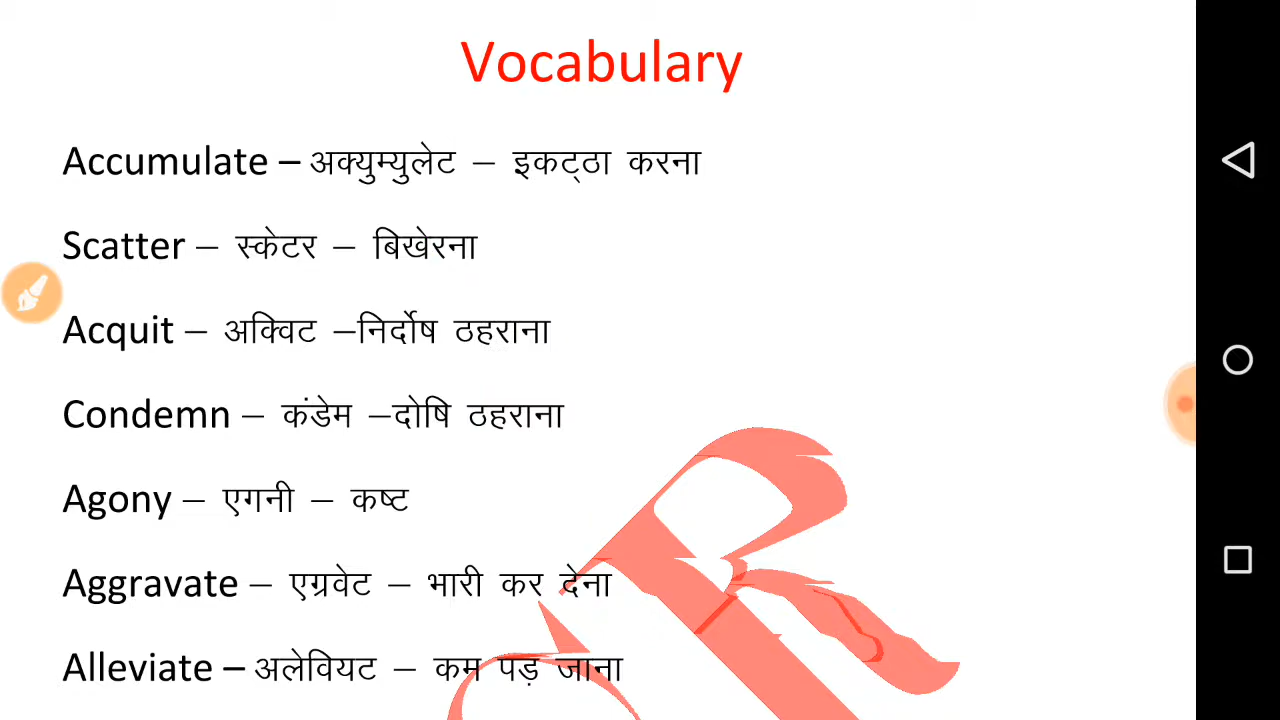 Vocabulary
Accumulate – अक्युम्युलेट – इकट्ठा करना
Scatter – स्केटर – बिखेरना
Acquit – अक्विट –निर्दोष ठहराना
Condemn – कंडेम –दोषि ठहराना
Agony – एगनी – कष्ट
Aggravate – एग्रवेट – भारी कर देना
Alleviate – अलेवियट – कम पड़ जाना